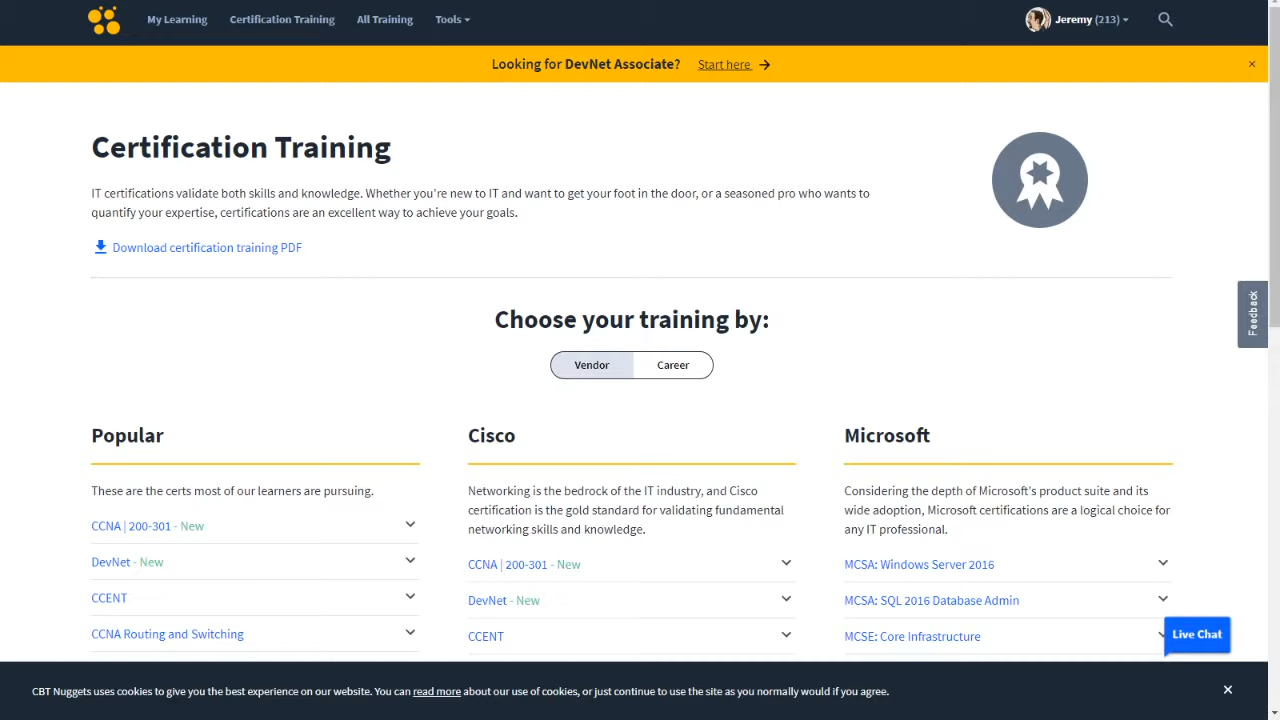 My Learning Certification Training All Training Tools Jeremy (213)
Looking for DevNet Associate? Start here → ×
Certification Training
IT certifications validate both skills and knowledge. Whether you're new to IT and want to get your foot in the door, or a seasoned pro who wants to
quantify your expertise, certifications are an excellent way to achieve your goals.
Download certification training PDF
Feedback
Choose your training by:
Vendor Career
Popular
These are the certs most of our learners are pursuing.
CCNA | 200-301 - New
DevNet - New
CCENT
CCNA Routing and Switching
Cisco
Networking is the bedrock of the IT industry, and Cisco
certification is the gold standard for validating fundamental
networking skills and knowledge.
CCNA | 200-301 - New
DevNet - New
CCENT
Microsoft
Considering the depth of Microsoft's product suite and its
wide adoption, Microsoft certifications are a logical choice for
any IT professional.
MCSA: Windows Server 2016
MCSA: SQL 2016 Database Admin
MCSE: Core Infrastructure
Live Chat
CBT Nuggets uses cookies to give you the best experience on our website. You can read more about our use of cookies, or just continue to use the site as you normally would if you agree. ×